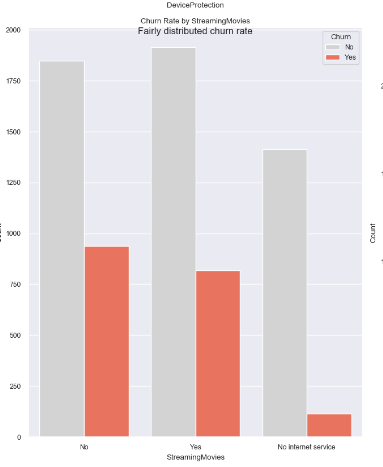 DeviceProtection
Churn Rate by StreamingMovies
Fairly distributed churn rate
Churn
No
Yes
2000
1750
1500
1250
1000
750
500
250
0
Count
No
Yes
No internet service
StreamingMovies